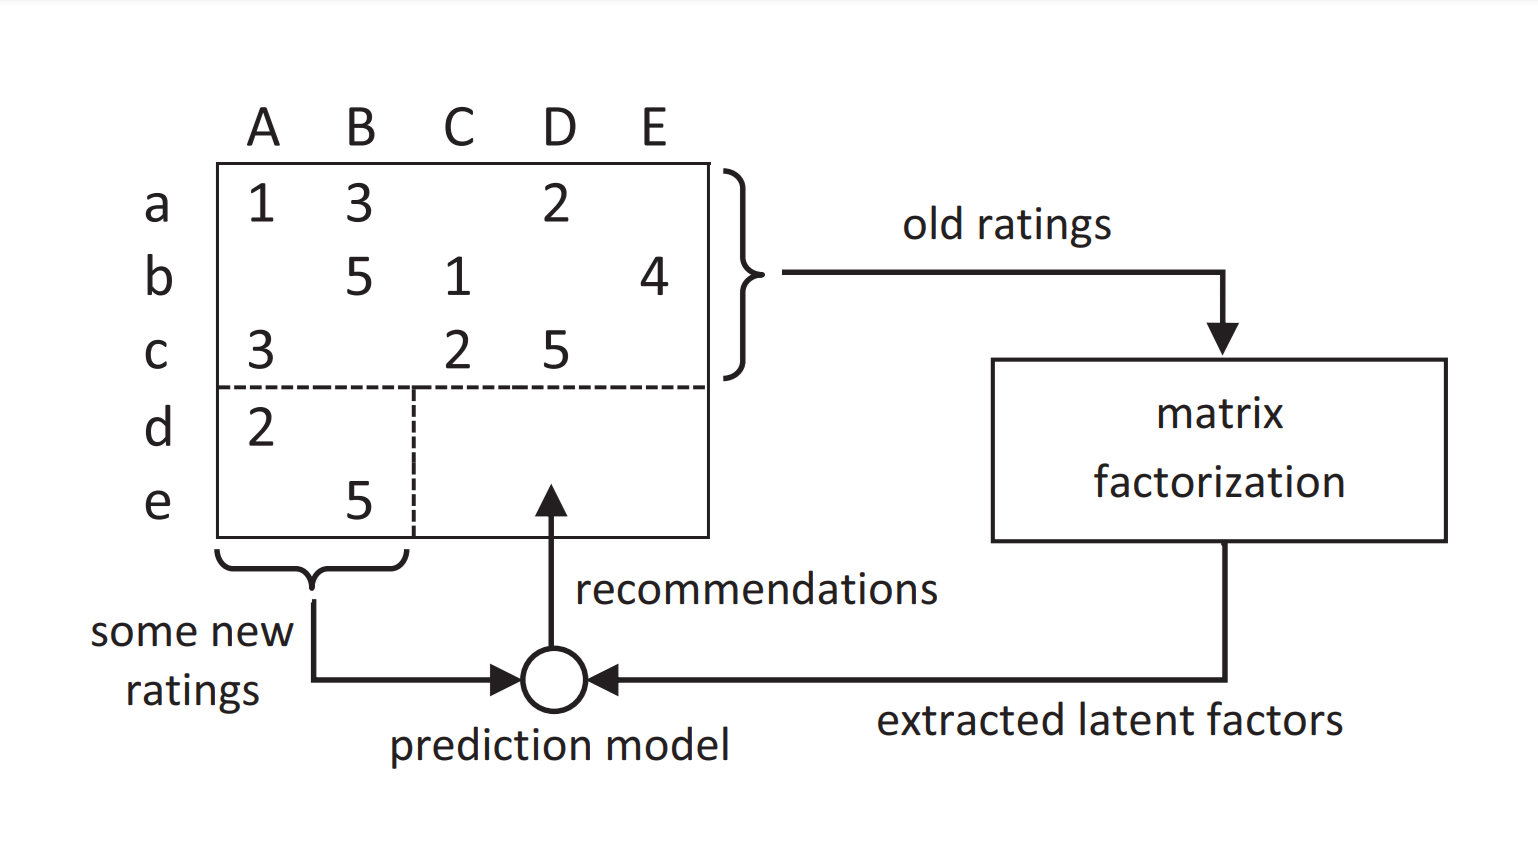 A B C D E
a 1 3 2
b 5 1 4
c 3 2 5
d 2
e 5
old ratings
matrix
factorization
recommendations
some new
ratings
prediction model
extracted latent factors